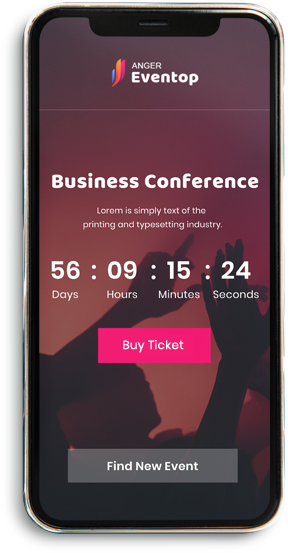 ANGER
Eventop
Business Conference
Lorem is simply text of the
printing and typesetting industry.
56 : 09 : 15 : 24
Days Hours Minutes Seconds
Buy Ticket
Find New Event